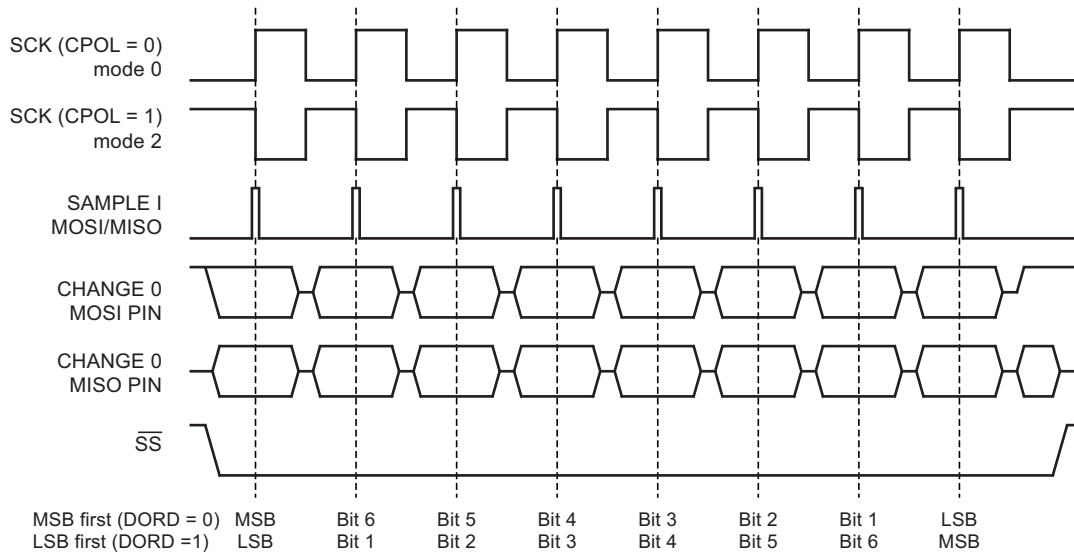 SCK (CPOL = 0)
mode 0
SCK (CPOL = 1)
mode 2
SAMPLE I
MOSI/MISO
CHANGE 0
MOSI PIN
CHANGE 0
MISO PIN
SS
MSB first (DORD = 0) MSB Bit 6 Bit 5 Bit 4 Bit 3 Bit 2 Bit 1 LSB
LSB first (DORD =1) LSB Bit 1 Bit 2 Bit 3 Bit 4 Bit 5 Bit 6 MSB